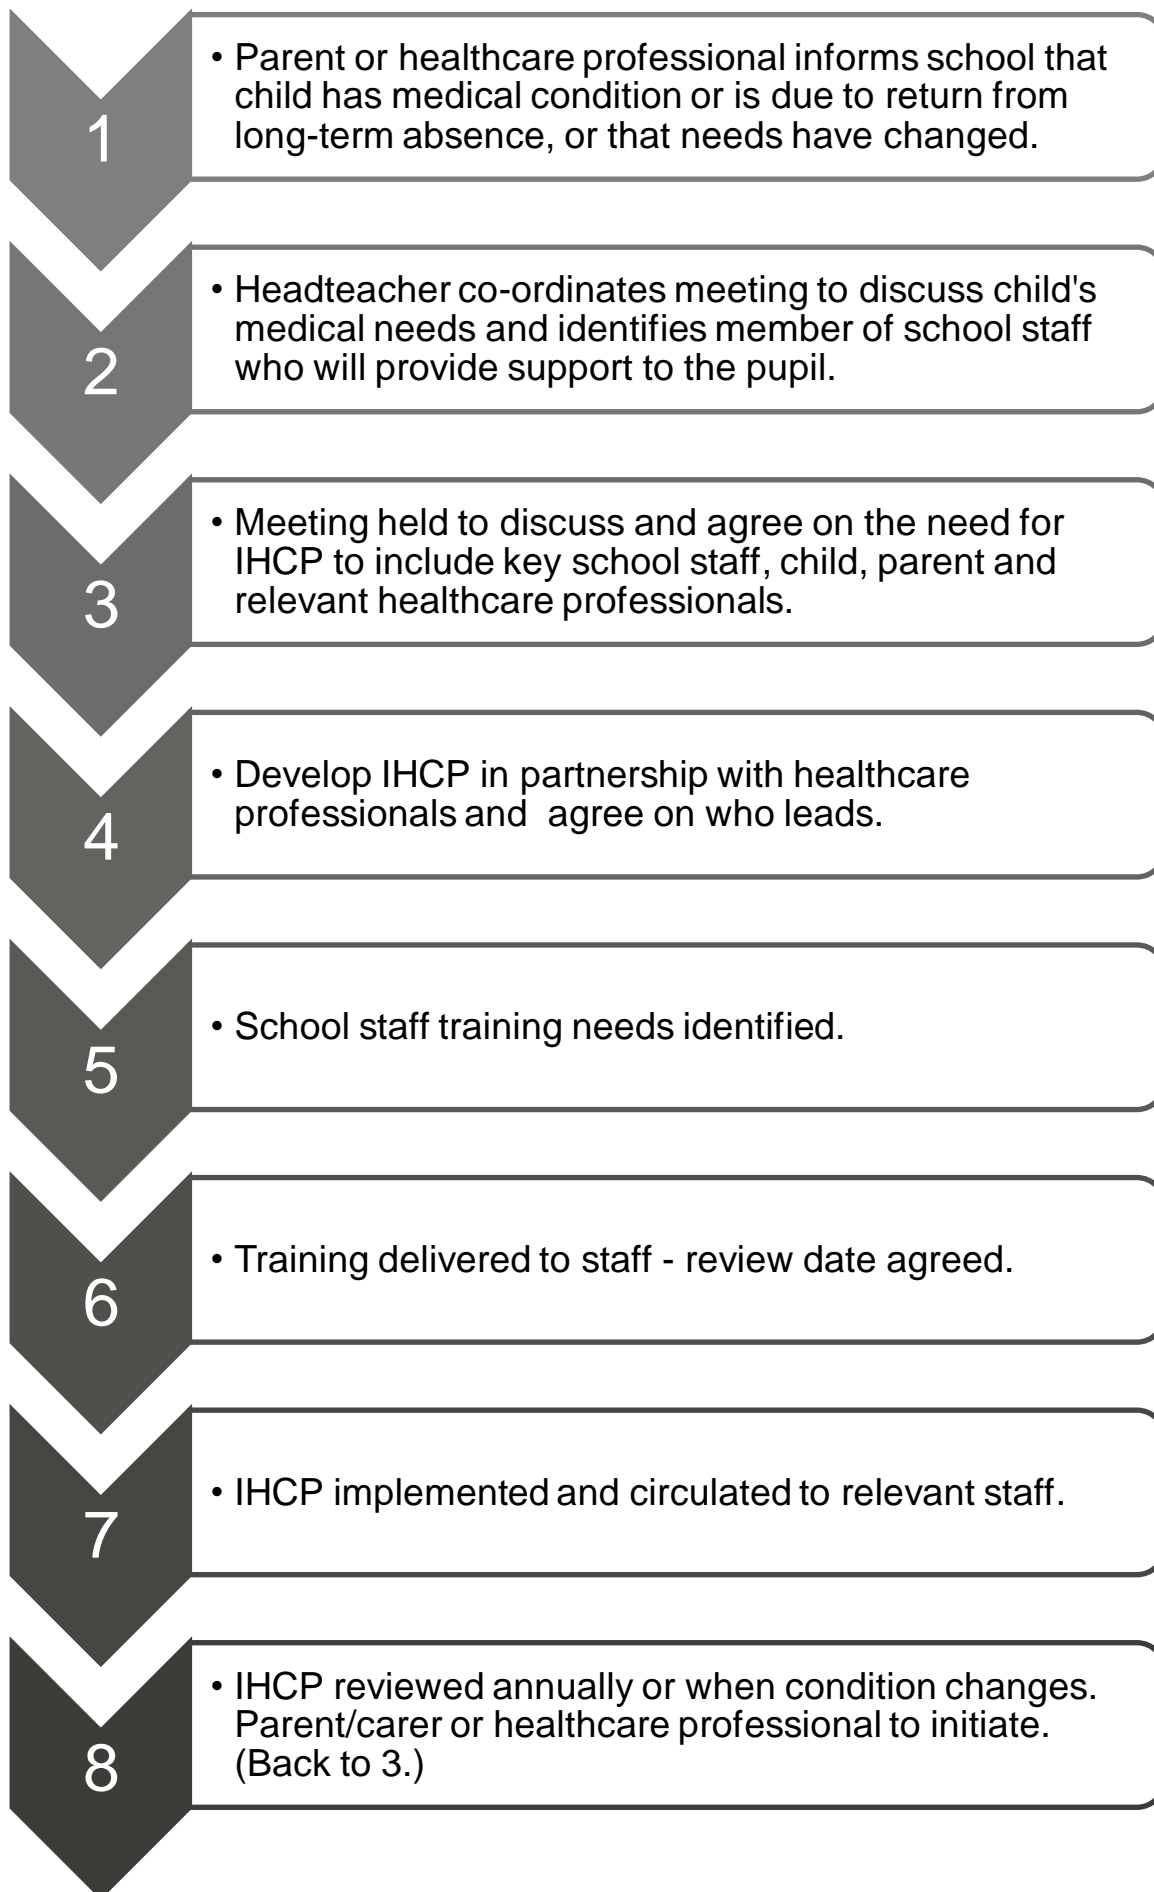 1
• Parent or healthcare professional informs school that
child has medical condition or is due to return from
long-term absence, or that needs have changed.
2
• Headteacher co-ordinates meeting to discuss child's
medical needs and identifies member of school staff
who will provide support to the pupil.
3
• Meeting held to discuss and agree on the need for
IHCP to include key school staff, child, parent and
relevant healthcare professionals.
4
• Develop IHCP in partnership with healthcare
professionals and  agree on who leads.
5
• School staff training needs identified.
6
• Training delivered to staff - review date agreed.
7
• IHCP implemented and circulated to relevant staff.
8
• IHCP reviewed annually or when condition changes.
Parent/carer or healthcare professional to initiate.
(Back to 3.)